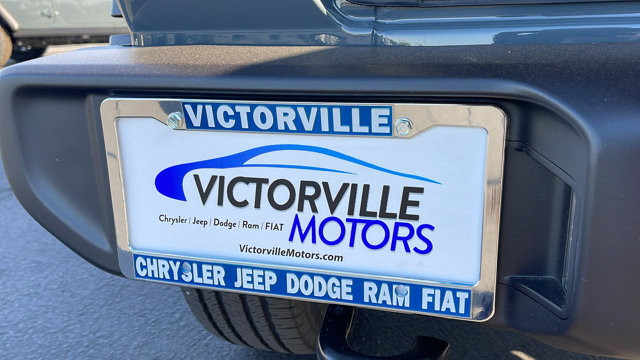 VICTORVILLE
VICTORVILLE
Chrysler | Jeep | Dodge | Ram | FIAT
MOTORS
VictorvilleMotors.com
CHRYSLER JEEP DODGE RAM FIAT